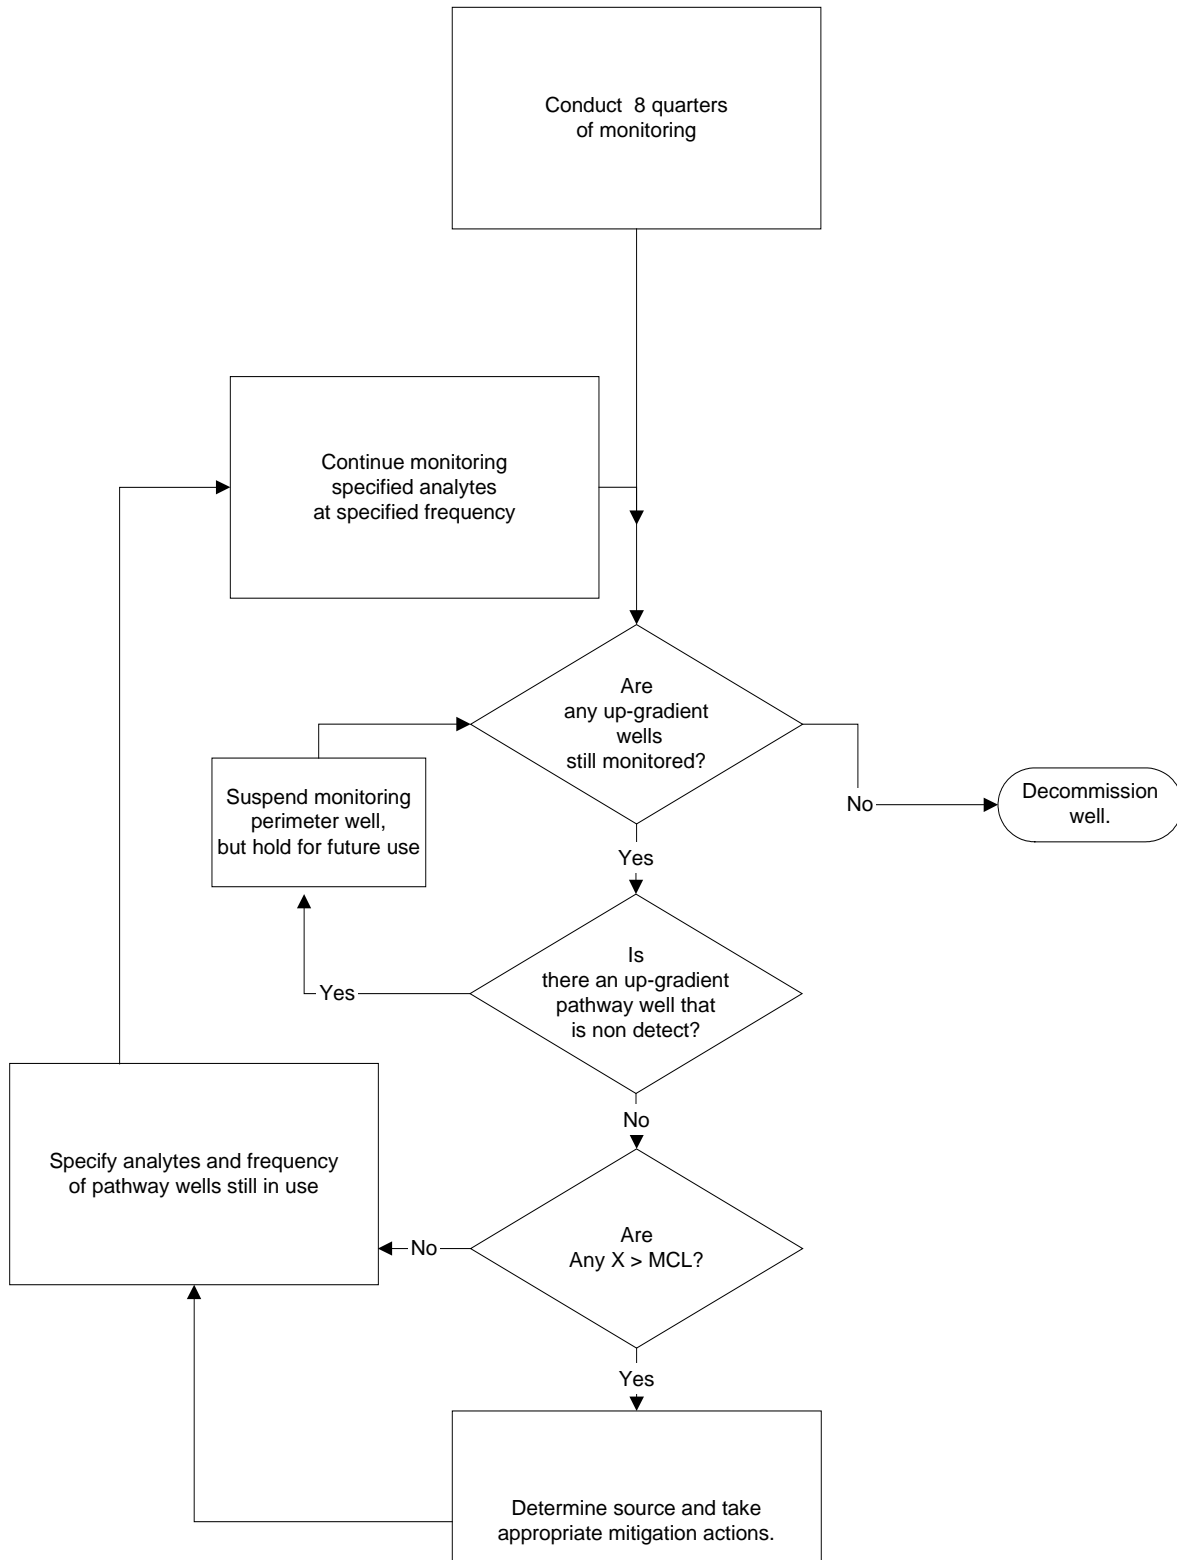 Conduct 8 quarters
of monitoring
Continue monitoring
specified analytes
at specified frequency
Are
any up-gradient
wells
still monitored?
No
Decommission
well.
Suspend monitoring
perimeter well,
but hold for future use
Yes
Is
there an up-gradient
pathway well that
is non detect?
Yes
No
Specify analytes and frequency
of pathway wells still in use
Are
Any X > MCL?
No
Yes
Determine source and take
appropriate mitigation actions.